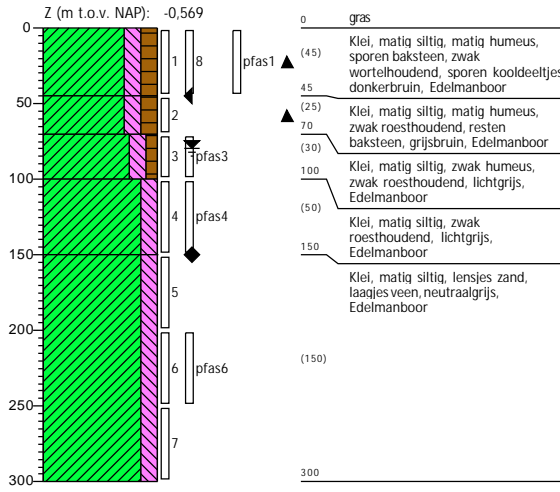 Z (m t.o.v. NAP): -0,569
0
50
100
150
200
250
300
1
8
pfas1
2
3
pfas3
4
pfas4
5
6
pfas6
7
0 gras
(45)
Klei, matig siltig, matig humeus,
sporen baksteen, zwak
wortelhoudend, sporen kooldeeltjes
donkerbruin, Edelmanboor
45
(25)
Klei, matig siltig, matig humeus,
zwak roesthoudend, resten
baksteen, grijsbruin, Edelmanboor
70
(30)
Klei, matig siltig, zwak humeus,
zwak roesthoudend, lichtgrijs,
Edelmanboor
100
(50)
Klei, matig siltig, zwak
roesthoudend, lichtgrijs,
Edelmanboor
150
Klei, matig siltig, lensjes zand,
laagjes veen, neutraalgrijs,
Edelmanboor
(150)
300